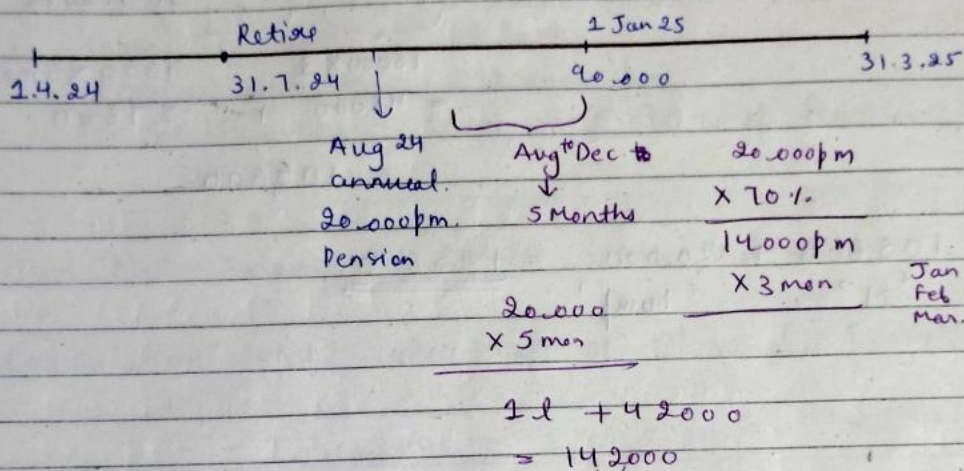 Retire
1 Jan 25
1.4.24
31.7.24
90.000
31.3.25
Aug 24
annual.
20.000pm.
Pension
Aug to Dec
5 Months
20.000
X 5 mon
20.000pm
X 70 %
14000pm
X 3 mon
Jan
Feb
Mar.
1 l + 42000
= 142000